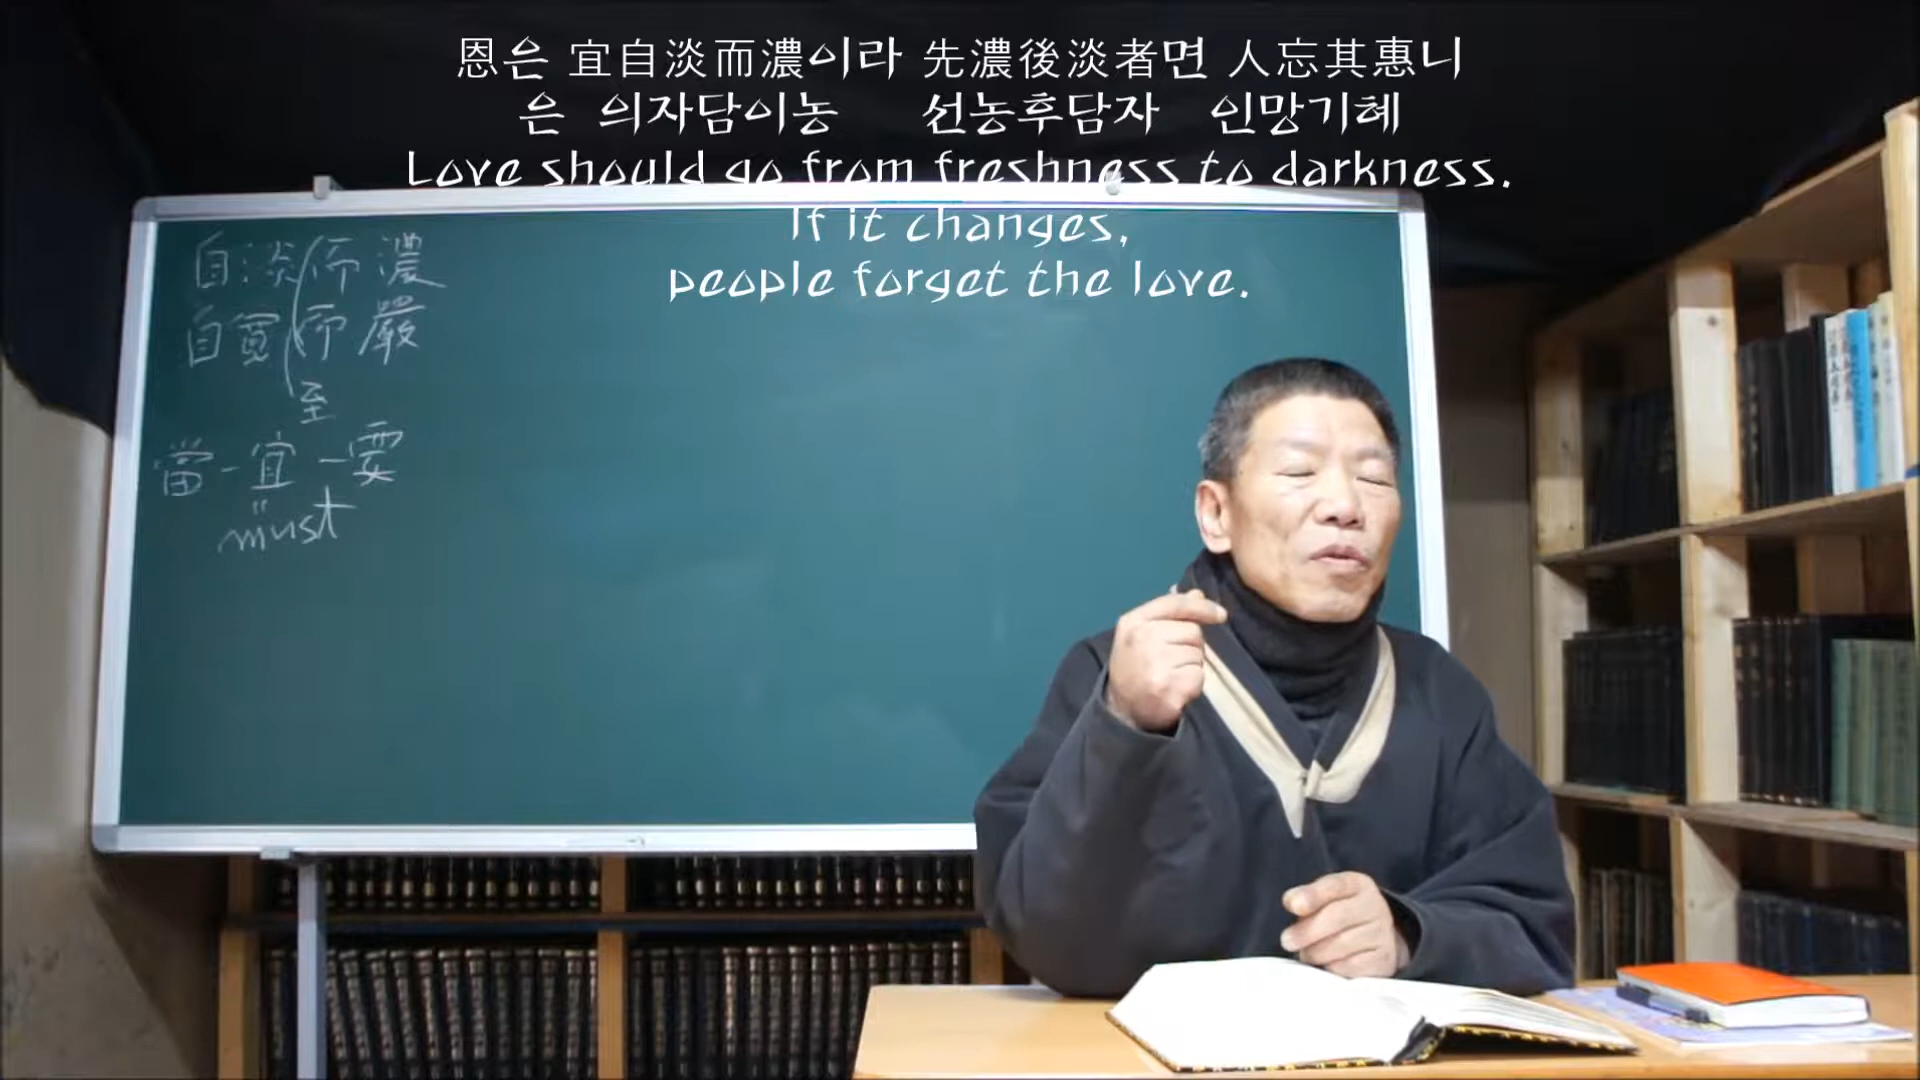 恩은 宜自淡而濃이라 先濃後淡者면 人忘其惠니
은 의자담이농 선농후담자 인망기혜
Love should go from freshness to darkness.
If it changes,
people forget the love.
自淡而濃
自寬而嚴
至
當-宜-要
"
must